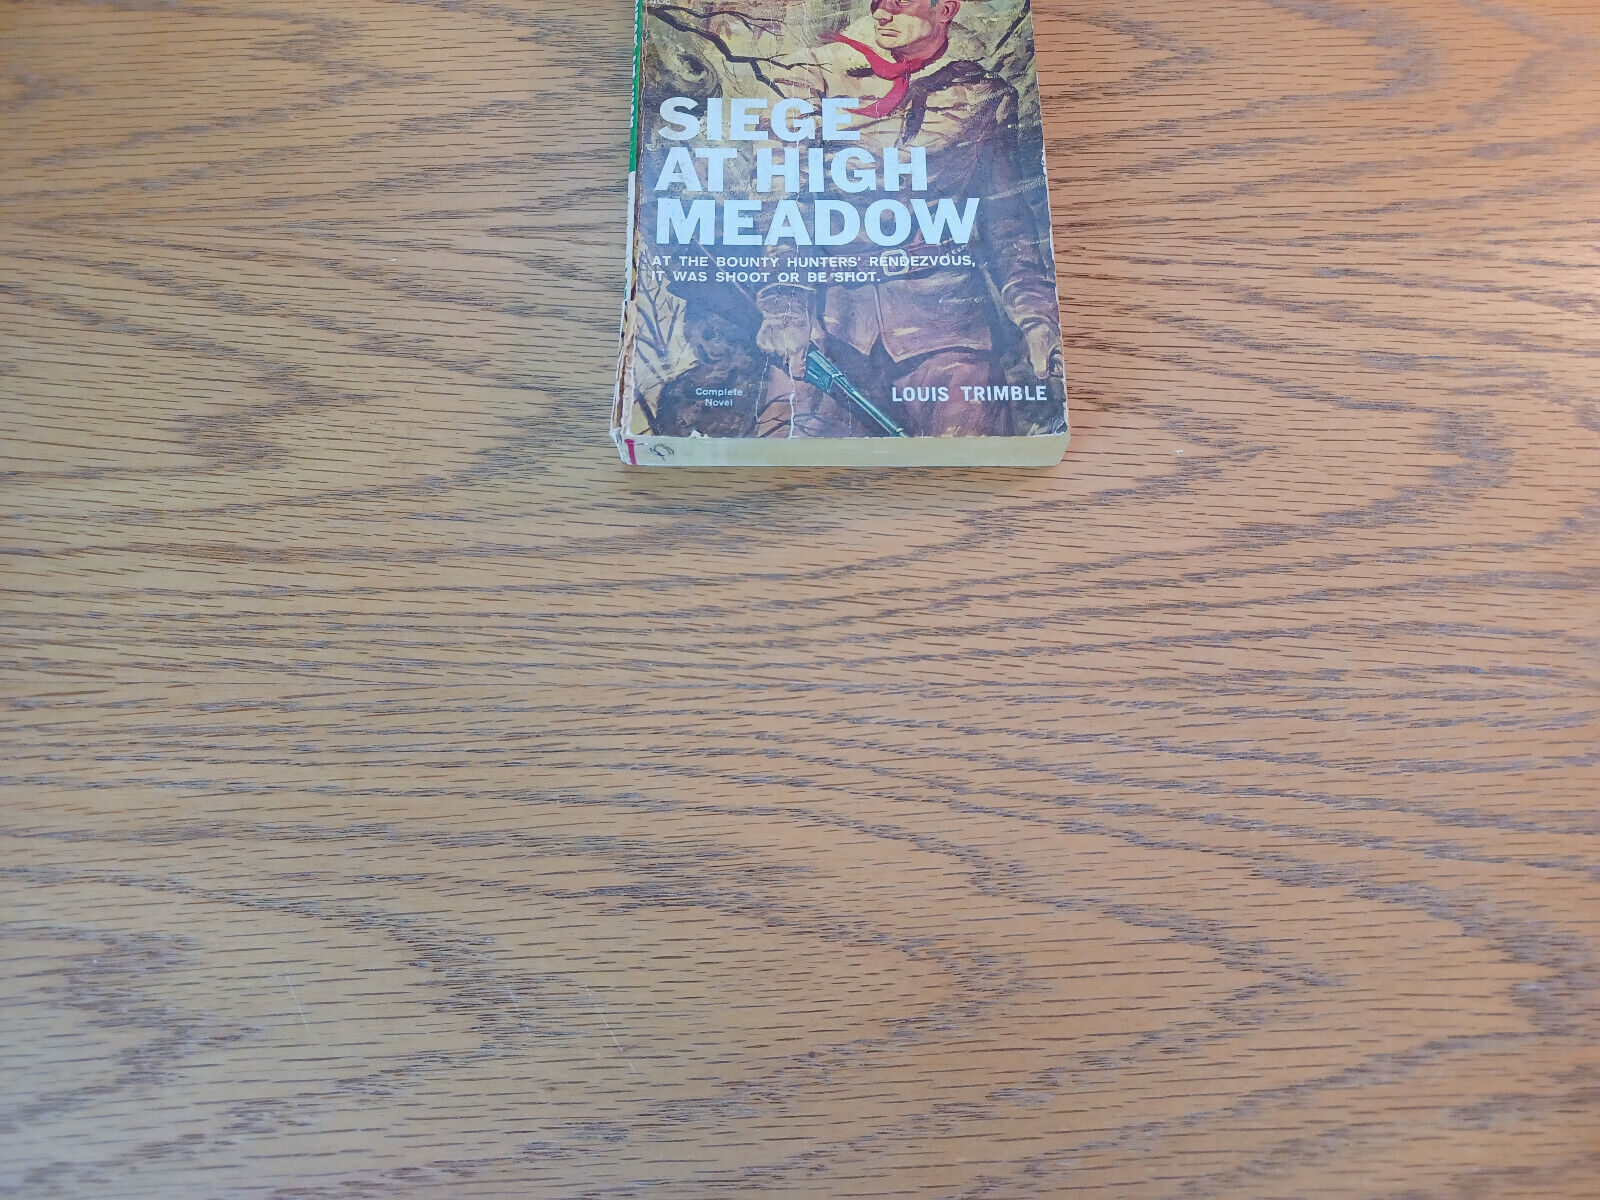 40c
SIEGE
AT HIGH
MEADOW
AT THE BOUNTY HUNTERS' RENDEZVOUS,
IT WAS SHOOT OR BE SHOT.
Complete
Novel
LOUIS TRIMBLE